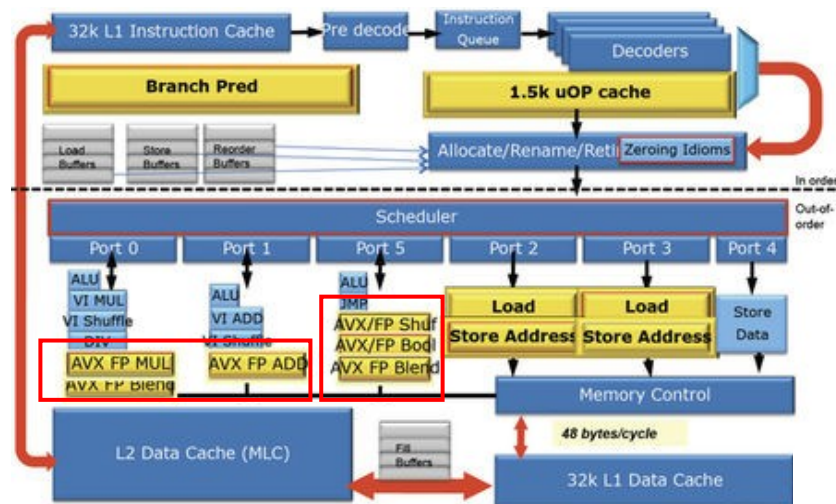 32k L1 Instruction Cache
Pre decode
Instruction
Queue
Decoders
Branch Pred
1.5k uOP cache
Load
Buffers
Store
Buffers
Reorder
Buffers
Allocate/Rename/Reti
Zeroing Idioms
In order
Scheduler
Out-of-
order
Port 0
Port 1
Port 5
Port 2
Port 3
Port 4
ALU
VI MUL
VI Shuffle
DIV
AVX FP MUL
AVX FP Blend
ALU
VI ADD
VI Shuffle
AVX FP ADD
ALU
JMP
AVX/FP Shuf
AVX/FP Bool
AVX FP Blend
Load
Store Address
Load
Store Address
Store
Data
Memory Control
L2 Data Cache (MLC)
Fill
Buffers
48 bytes/cycle
32k L1 Data Cache